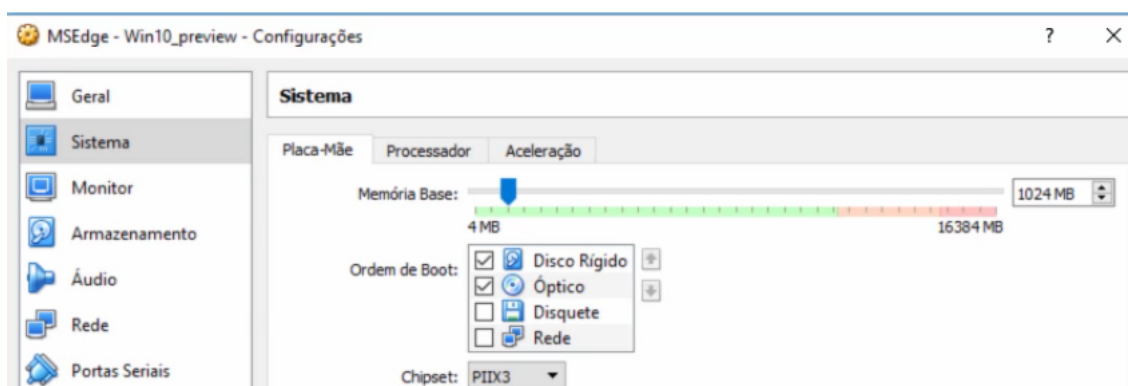 MSEdge - Win10_preview - Configurações
?
Geral
Sistema
Monitor
Armazenamento
Áudio
Rede
Portas Seriais
Sistema
Placa-Mãe Processador Aceleração
Memória Base: 1024 MB
4 MB 16384 MB
Ordem de Boot:
Disco Rígido
Óptico
Disquete
Rede
Chipset: PIIX3